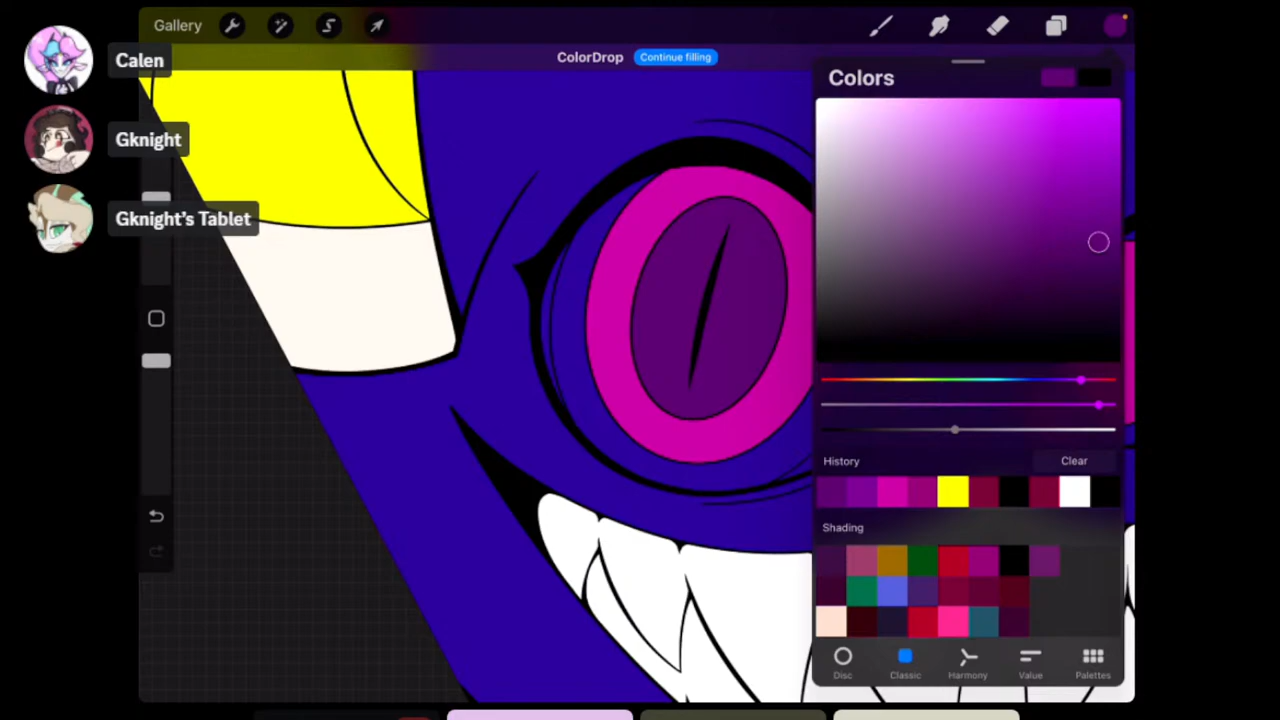 Gallery
ColorDrop Continue filling
Calen
Gknight
Gknight's Tablet
Colors
History Clear
Shading
Disc Classic Harmony Value Palettes